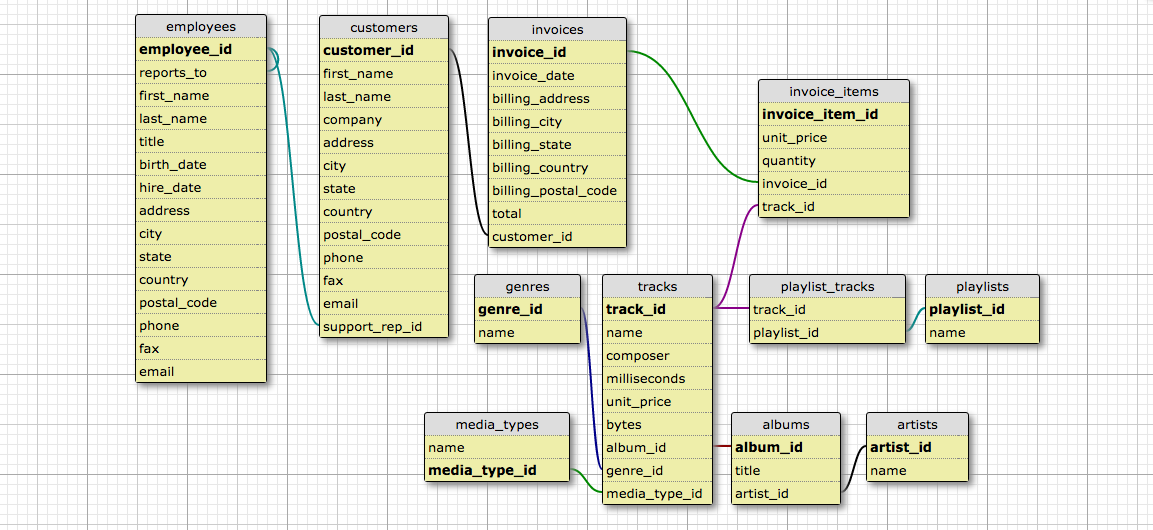 employees
employee_id
reports_to
first_name
last_name
title
birth_date
hire_date
address
city
state
country
postal_code
phone
fax
email
customers
customer_id
first_name
last_name
company
address
city
state
country
postal_code
phone
fax
email
support_rep_id
invoices
invoice_id
invoice_date
billing_address
billing_city
billing_state
billing_country
billing_postal_code
total
customer_id
invoice_items
invoice_item_id
unit_price
quantity
invoice_id
track_id
genres
genre_id
name
tracks
track_id
name
composer
milliseconds
unit_price
bytes
album_id
genre_id
media_type_id
playlist_tracks
track_id
playlist_id
playlists
playlist_id
name
media_types
name
media_type_id
albums
album_id
title
artist_id
artists
artist_id
name